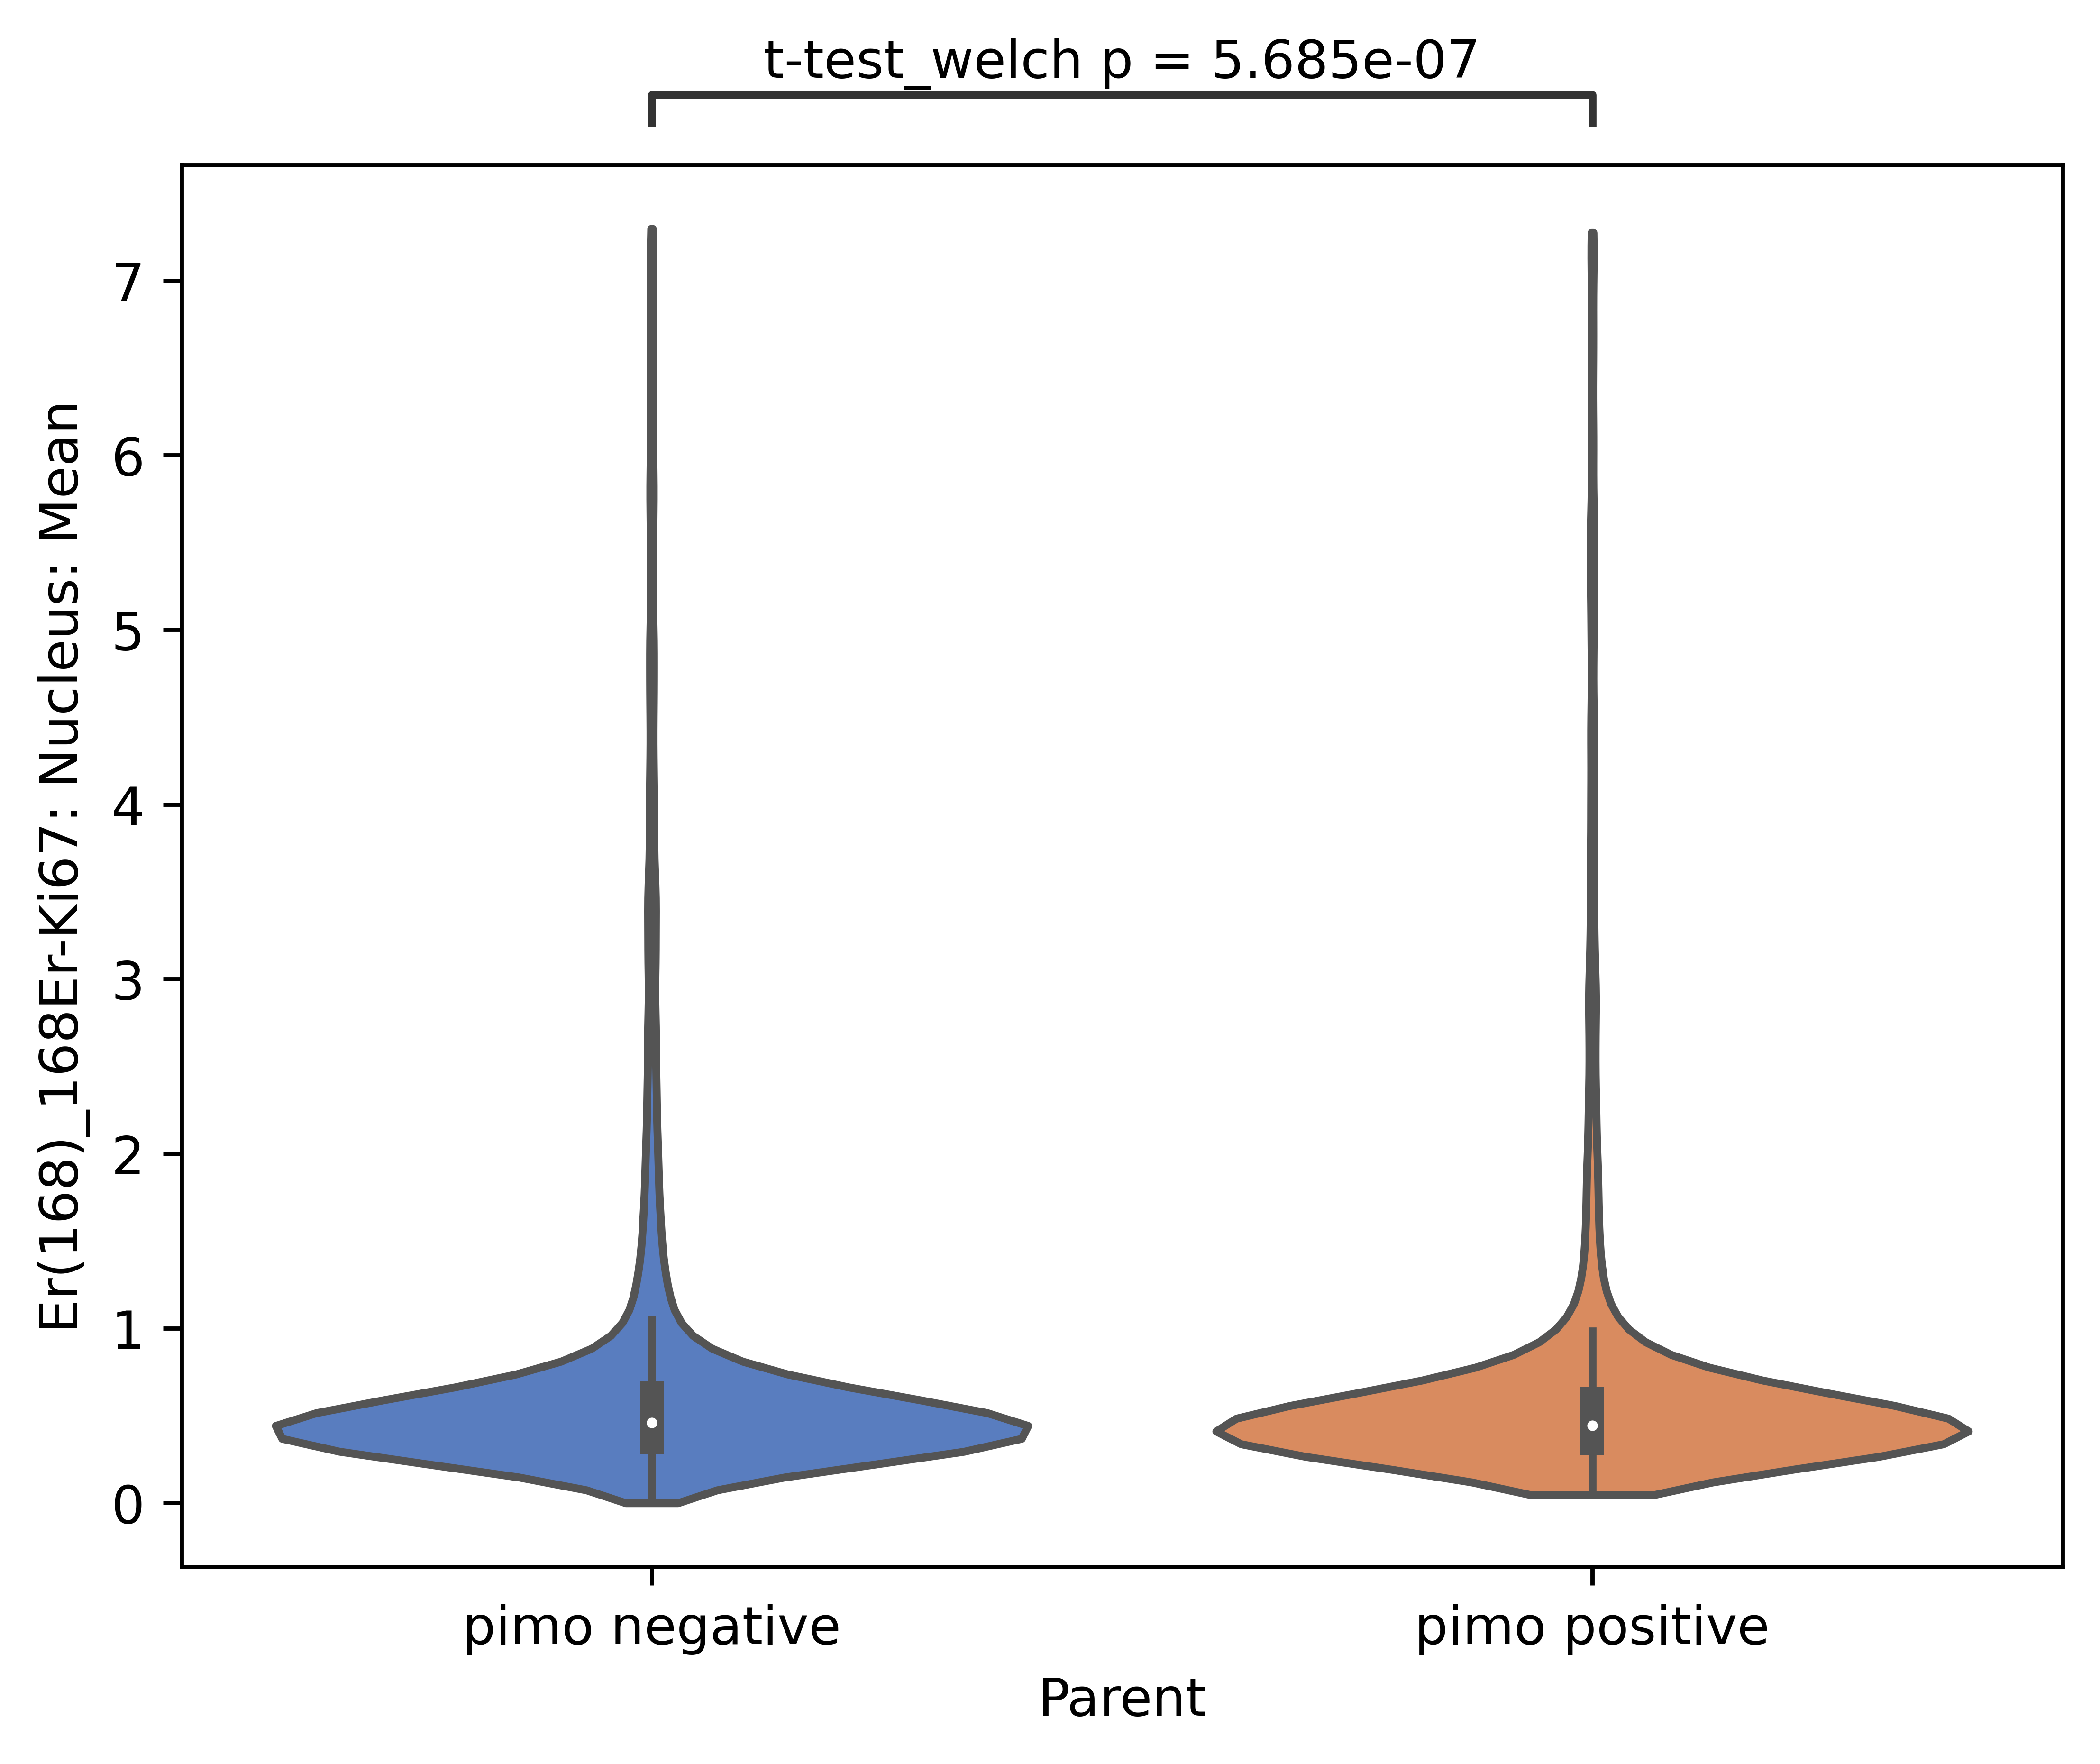 t-test_welch p = 5.685e-07
Er(168)_168Er-Ki67: Nucleus: Mean
7
6
5
4
3
2
1
0
pimo negative
pimo positive
Parent